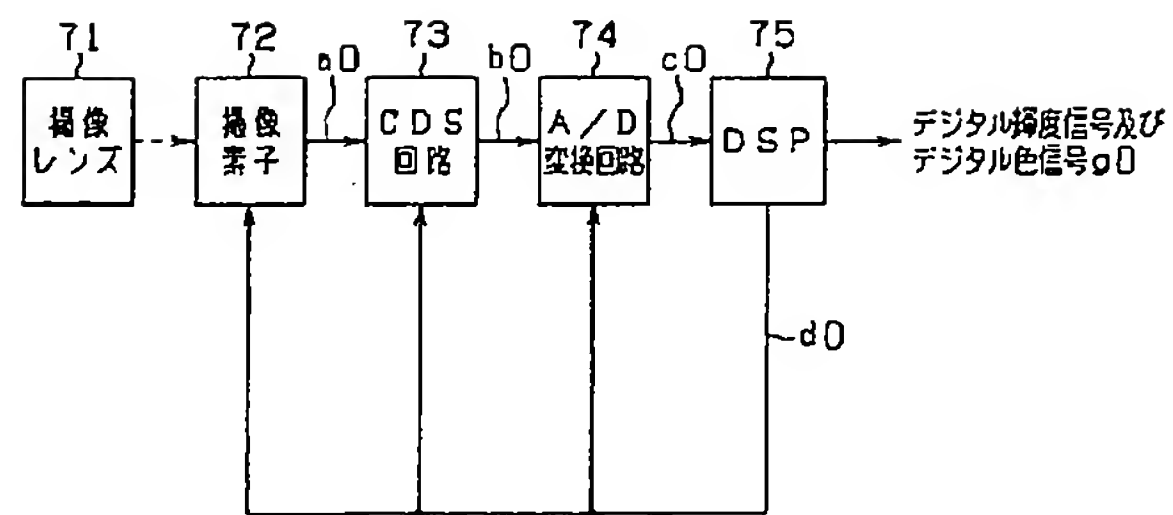 71
72
73
74
75
a0
b0
c0
撮像
レンズ
撮像
素子
CDS
回路
A/D
変換回路
DSP
デジタル輝度信号及び
デジタル色信号g0
d0